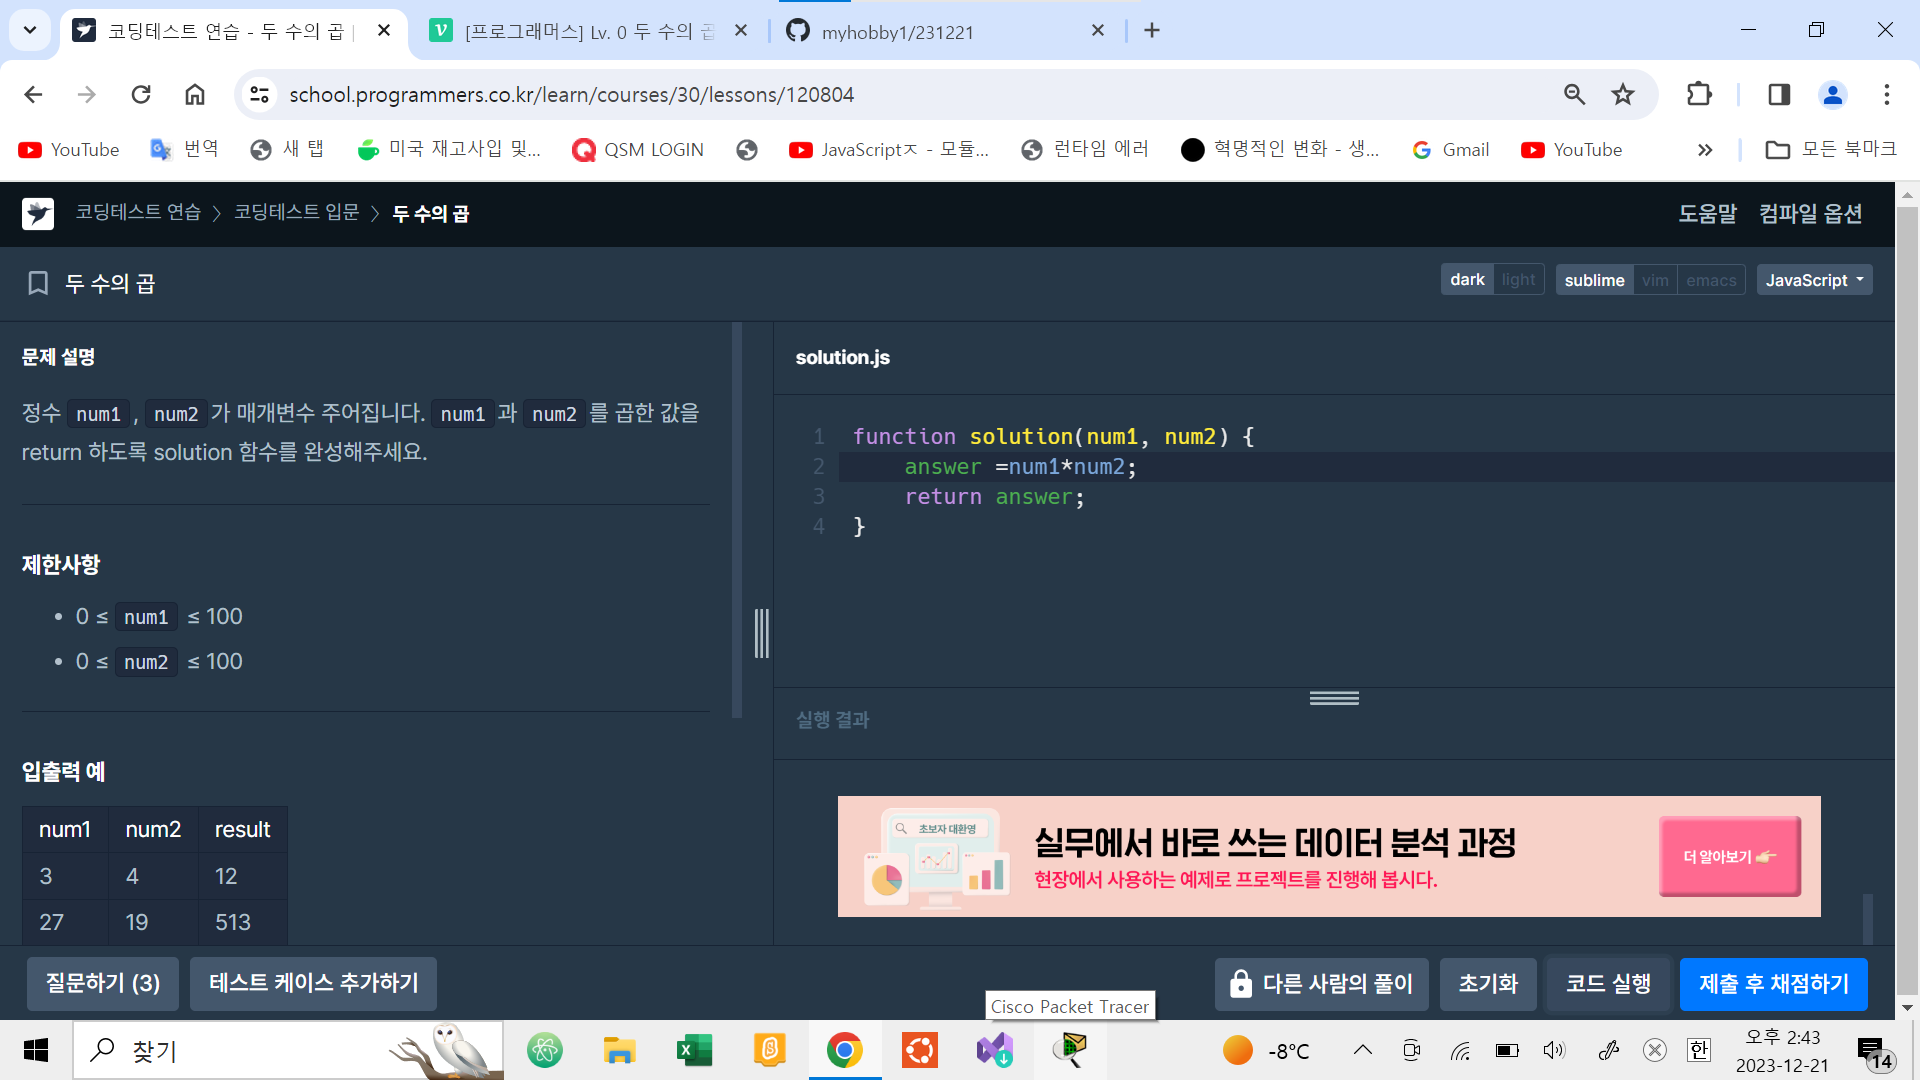 코딩테스트 연습 - 두 수의 곱 |
[프로그래머스] Lv. 0 두 수의 곱
myhobby1/231221
school.programmers.co.kr/learn/courses/30/lessons/120804
YouTube
번역
새 탭
미국 재고사입 및...
QSM LOGIN
JavaScriptㅈ - 모듈...
런타임 에러
혁명적인 변화 - 생...
Gmail
YouTube
모든 북마크
코딩테스트 연습
코딩테스트 입문
두 수의 곱
도움말
컴파일 옵션
두 수의 곱
dark
light
sublime
vim
emacs
JavaScript
문제 설명
정수 num1, num2가 매개변수 주어집니다. num1과 num2를 곱한 값을
return 하도록 solution 함수를 완성해주세요.
제한사항
• 0 ≤ num1 ≤ 100
• 0 ≤ num2 ≤ 100
입출력 예
num1 num2 result
3 4 12
27 19 513
solution.js
1 function solution(num1, num2) {
2 answer =num1*num2;
3 return answer;
4 }
실행 결과
초보자 대환영
실무에서 바로 쓰는 데이터 분석 과정
현장에서 사용하는 예제로 프로젝트를 진행해 봅시다.
더 알아보기
질문하기 (3)
테스트 케이스 추가하기
다른 사람의 풀이
초기화
코드 실행
제출 후 채점하기
Cisco Packet Tracer
찾기
-8°C
한
오후 2:43
2023-12-21
14